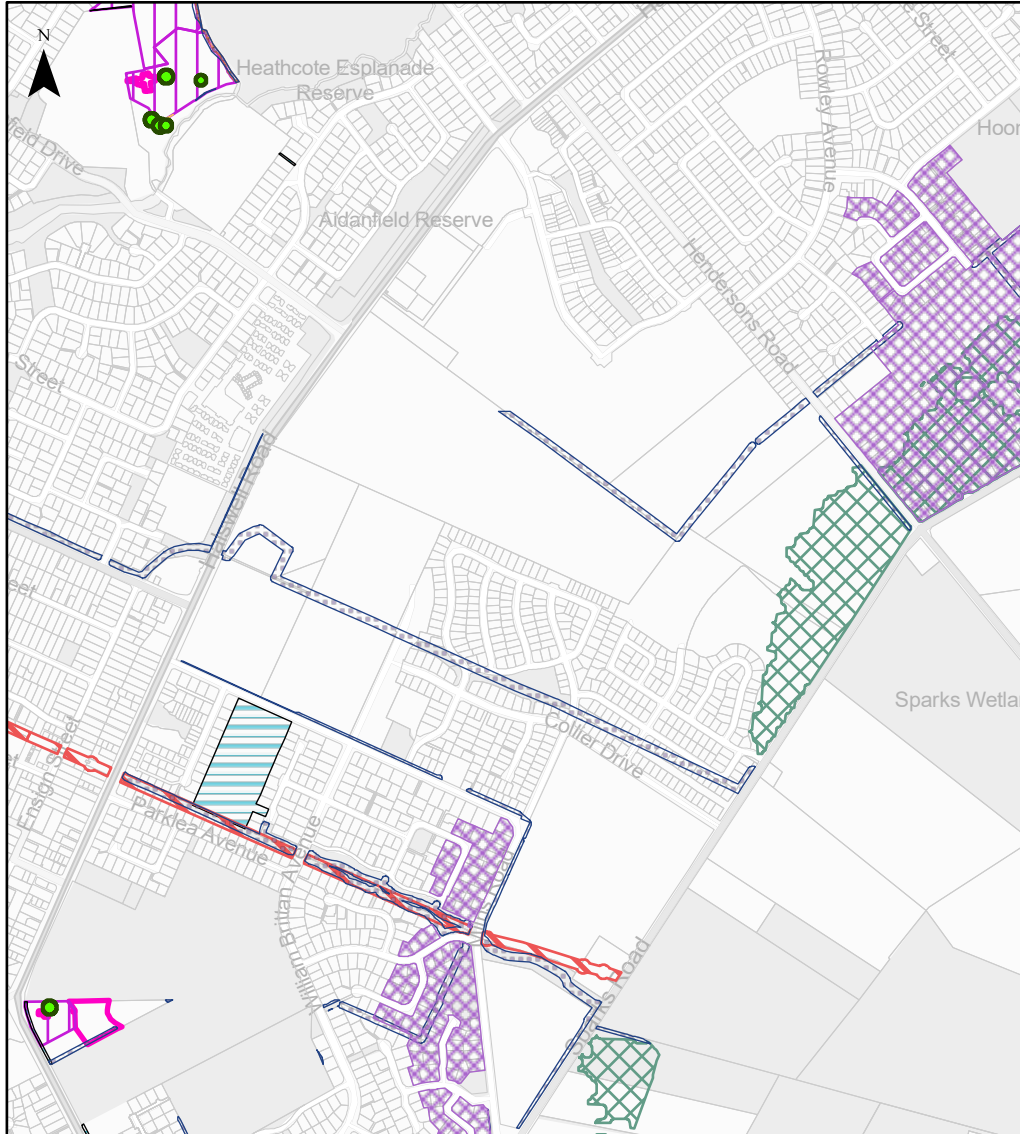 N
Heathcote Esplanade
Reserve
Rowley Avenue
Street
Hoon
field Drive
Aldanfield Reserve
Hendersons Road
Street
Halswell Road
Sparks Wetlan
Collier Drive
Ensign Street
Parklea Avenue
William Brittan Avenue
Sparks Road